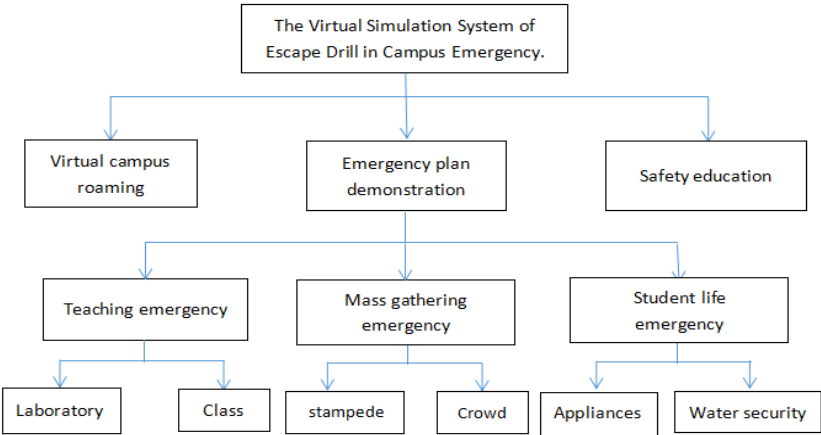 The Virtual Simulation System of
Escape Drill in Campus Emergency.
Virtual campus
roaming
Emergency plan
demonstration
Safety education
Teaching emergency
Mass gathering
emergency
Student life
emergency
Laboratory
Class
stampede
Crowd
Appliances
Water security